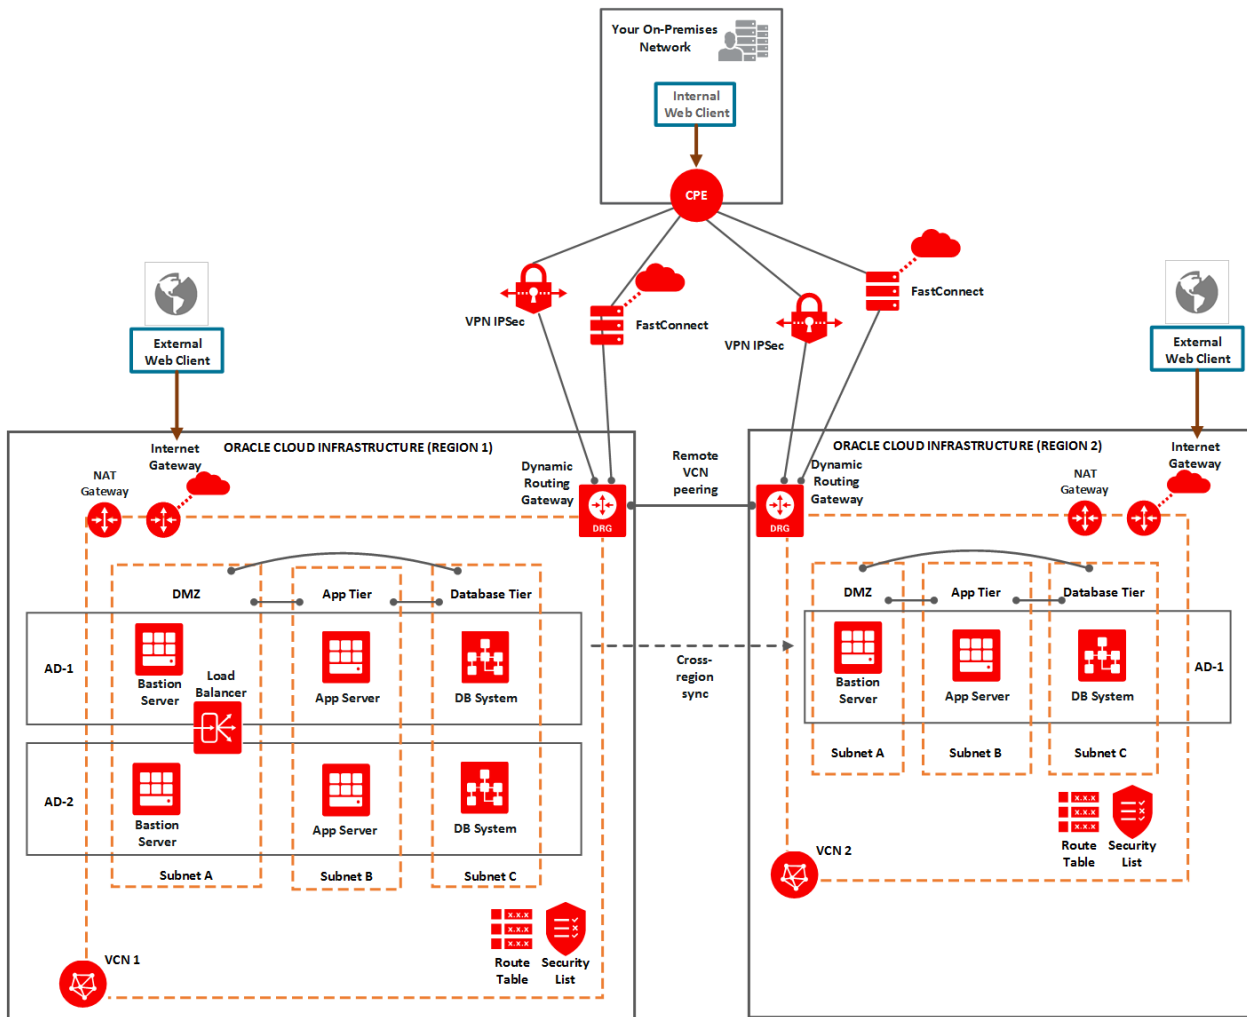 Your On-Premises
Network
Internal
Web Client
CPE
VPN IPSec
FastConnect
VPN IPSec
FastConnect
External
Web Client
External
Web Client
ORACLE CLOUD INFRASTRUCTURE (REGION 1)
Internet
Gateway
NAT
Gateway
Dynamic
Routing
Gateway
DRG
Remote
VCN
peering
ORACLE CLOUD INFRASTRUCTURE (REGION 2)
Dynamic
Routing
Gateway
DRG
NAT
Gateway
Internet
Gateway
DMZ
App Tier
Database Tier
AD-1
Bastion
Server
Load
Balancer
App Server
DB System
AD-2
Bastion
Server
App Server
DB System
Subnet A
Subnet B
Subnet C
x.x.x
x.x.x
x.x.x
Route
Table
Security
List
VCN 1
Cross-
region
sync
DMZ
App Tier
Database Tier
Bastion
Server
App Server
DB System
AD-1
Subnet A
Subnet B
Subnet C
x.x.x
x.x.x
x.x.x
Route
Table
Security
List
VCN 2